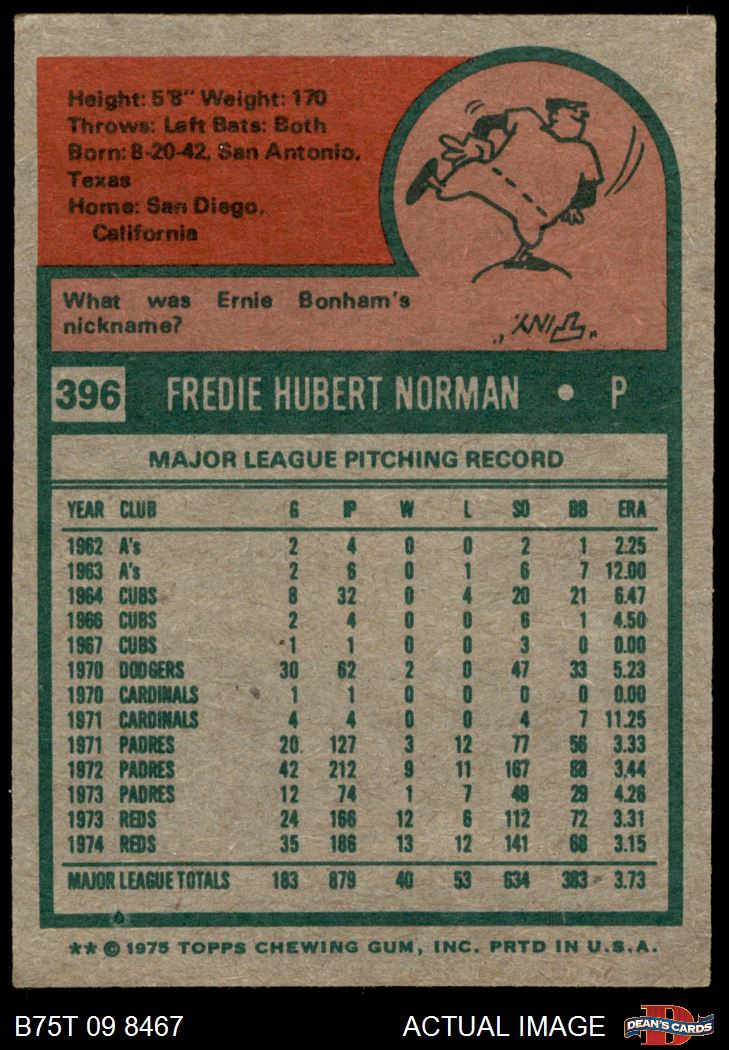 Height: 5'8" Weight: 170
Throws: Left Bats: Both
Born: 8-20-42, San Antonio,
Texas
Home: San Diego,
California
What was Ernie Bonham's
nickname?
"TINY."
396 FREDIE HUBERT NORMAN • P
MAJOR LEAGUE PITCHING RECORD
YEAR CLUB G IP W L SO BB ERA
1962 A's 2 4 0 0 2 1 2.25
1963 A's 2 6 0 1 6 7 12.00
1964 CUBS 8 32 0 4 20 21 6.47
1966 CUBS 2 4 0 0 6 1 4.50
1967 CUBS 1 1 0 0 3 0 0.00
1970 DODGERS 30 62 2 0 47 33 5.23
1970 CARDINALS 1 1 0 0 0 0 0.00
1971 CARDINALS 4 4 0 0 4 7 11.25
1971 PADRES 20 127 3 12 77 56 3.33
1972 PADRES 42 212 9 11 167 88 3.44
1973 PADRES 12 74 1 7 49 29 4.26
1973 REDS 24 166 12 6 112 72 3.31
1974 REDS 35 186 13 12 141 68 3.15
MAJOR LEAGUE TOTALS 183 879 40 53 634 383 3.73
** © 1975 TOPPS CHEWING GUM, INC. PRTD IN U.S.A.
B75T 09 8467 ACTUAL IMAGE DEAN'S CARDS